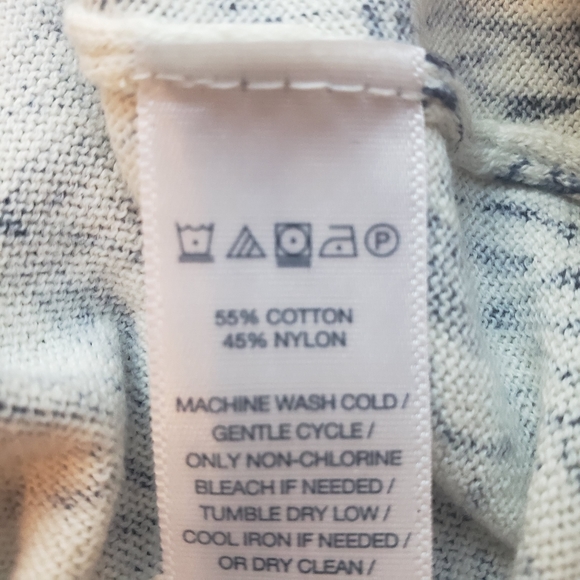 P
55% COTTON
45% NYLON
MACHINE WASH COLD /
GENTLE CYCLE /
ONLY NON-CHLORINE
BLEACH IF NEEDED /
TUMBLE DRY LOW /
COOL IRON IF NEEDED /
OR DRY CLEAN /